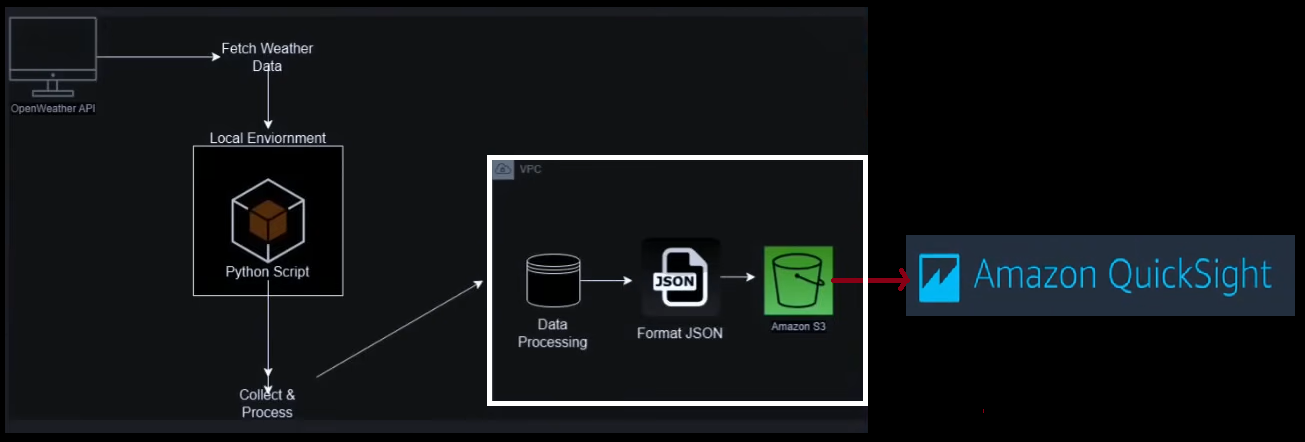 Fetch Weather
Data
OpenWeather API
Local Enviornment
Python Script
Collect &
Process
VPC
Data
Processing
JSON
Format JSON
Amazon S3
Amazon QuickSight